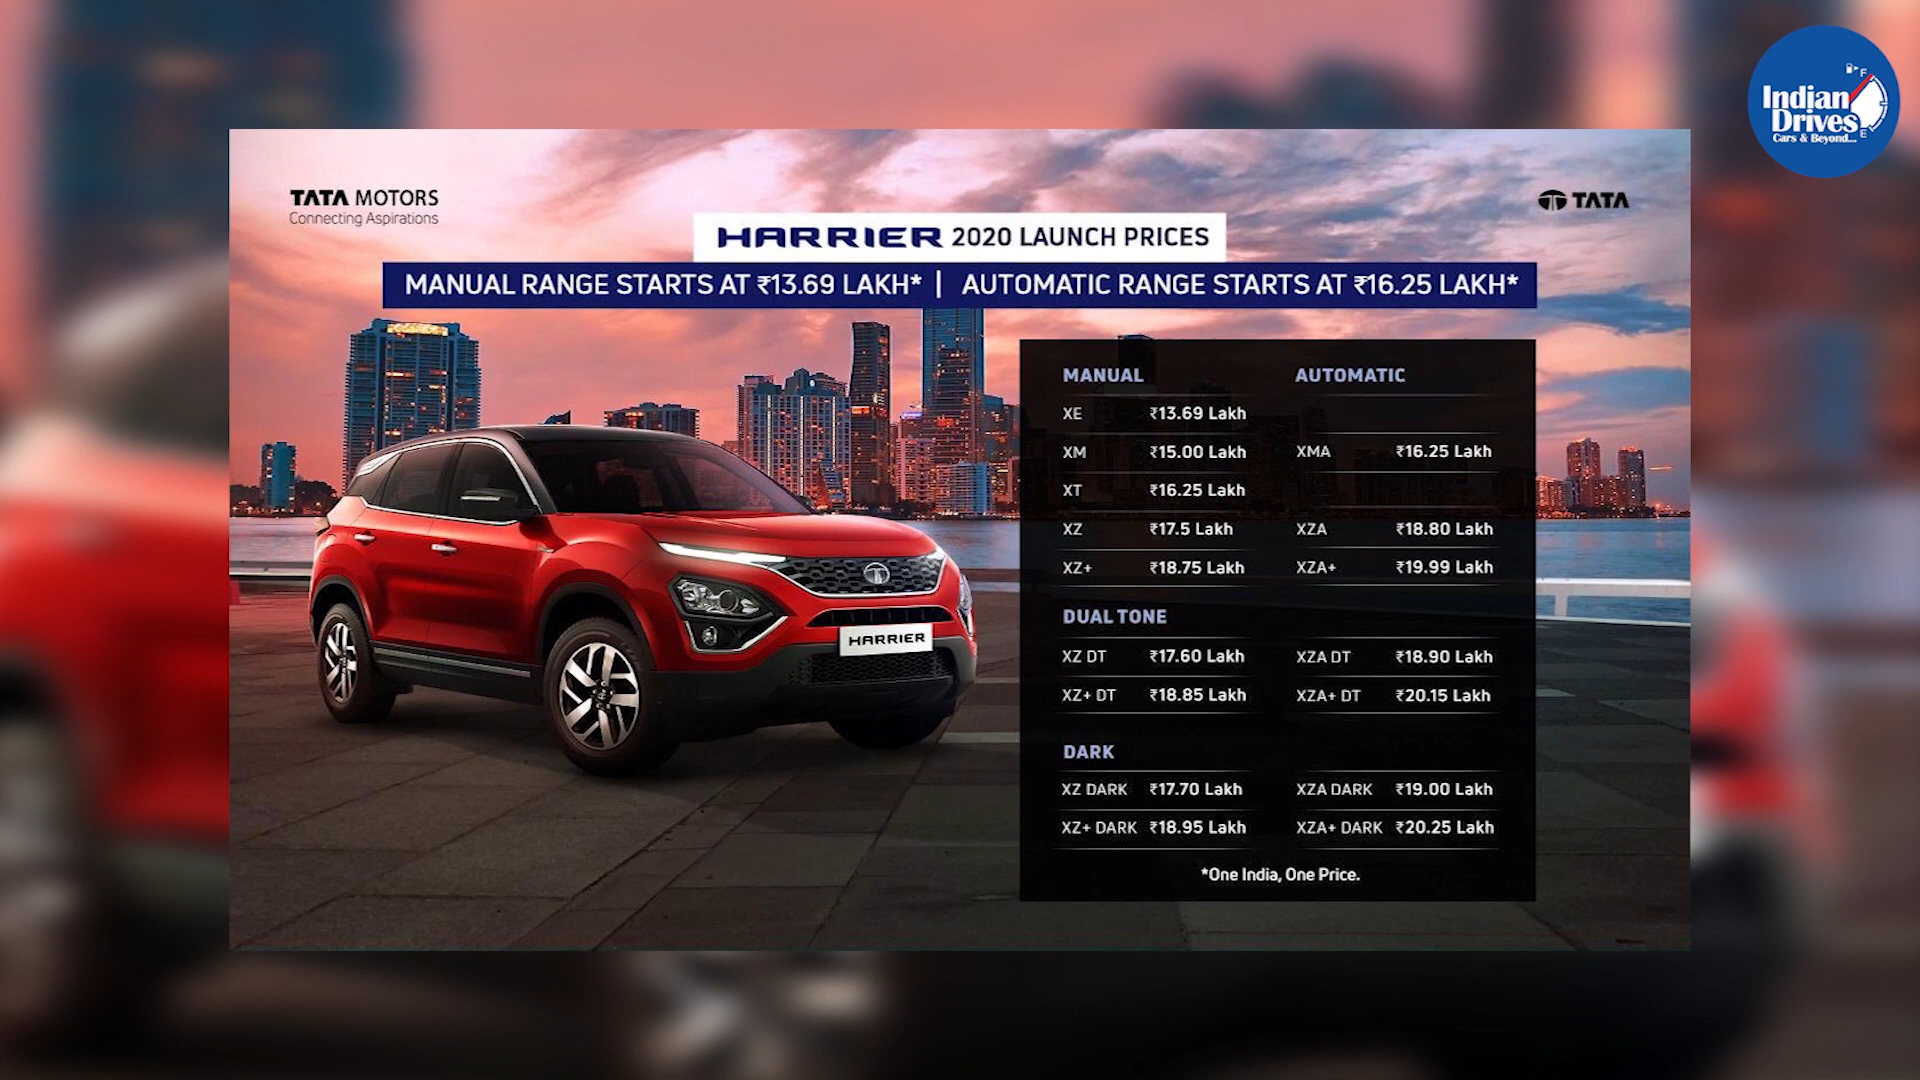 Indian
Drives
Cars & Beyond...
F
E
TATA MOTORS
Connecting Aspirations
TATA
HARRIER 2020 LAUNCH PRICES
MANUAL RANGE STARTS AT ₹13.69 LAKH* | AUTOMATIC RANGE STARTS AT ₹16.25 LAKH*
MANUAL AUTOMATIC
XE ₹13.69 Lakh
XM ₹15.00 Lakh XMA ₹16.25 Lakh
XT ₹16.25 Lakh
XZ ₹17.5 Lakh XZA ₹18.80 Lakh
XZ+ ₹18.75 Lakh XZA+ ₹19.99 Lakh
DUAL TONE
XZ DT ₹17.60 Lakh XZA DT ₹18.90 Lakh
XZ+ DT ₹18.85 Lakh XZA+ DT ₹20.15 Lakh
DARK
XZ DARK ₹17.70 Lakh XZA DARK ₹19.00 Lakh
XZ+ DARK ₹18.95 Lakh XZA+ DARK ₹20.25 Lakh
*One India, One Price.
HARRIER